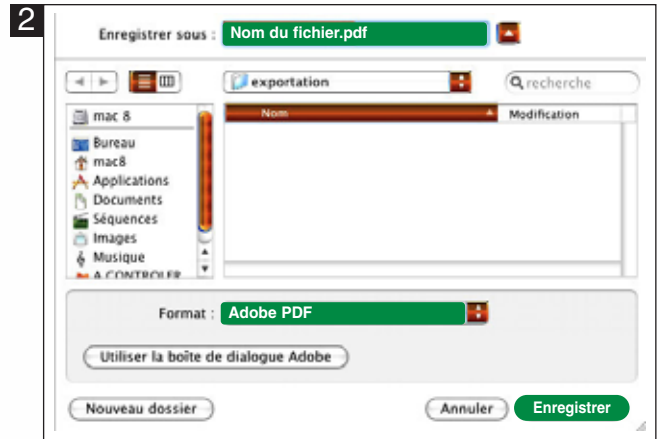 2
Enregistrer sous : Nom du fichier.pdf
exportation
recherche
mac 8
Nom
Modification
Bureau
mac8
Applications
Documents
Séquences
Images
Musique
A CONTROLER
Format : Adobe PDF
Utiliser la boîte de dialogue Adobe
Nouveau dossier
Annuler
Enregistrer